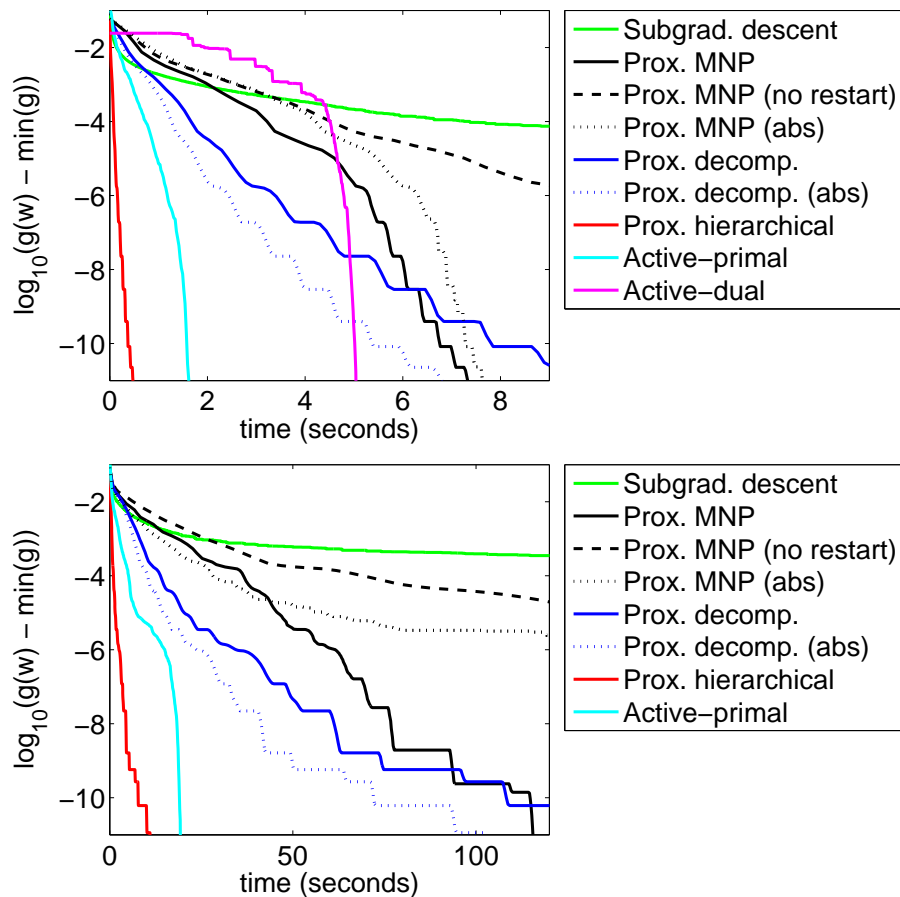 log10(g(w) − min(g))
−2
−4
−6
−8
−10
0
2
4
6
8
time (seconds)
Subgrad. descent
Prox. MNP
Prox. MNP (no restart)
Prox. MNP (abs)
Prox. decomp.
Prox. decomp. (abs)
Prox. hierarchical
Active−primal
Active−dual
log10(g(w) − min(g))
−2
−4
−6
−8
−10
0
50
100
time (seconds)
Subgrad. descent
Prox. MNP
Prox. MNP (no restart)
Prox. MNP (abs)
Prox. decomp.
Prox. decomp. (abs)
Prox. hierarchical
Active−primal